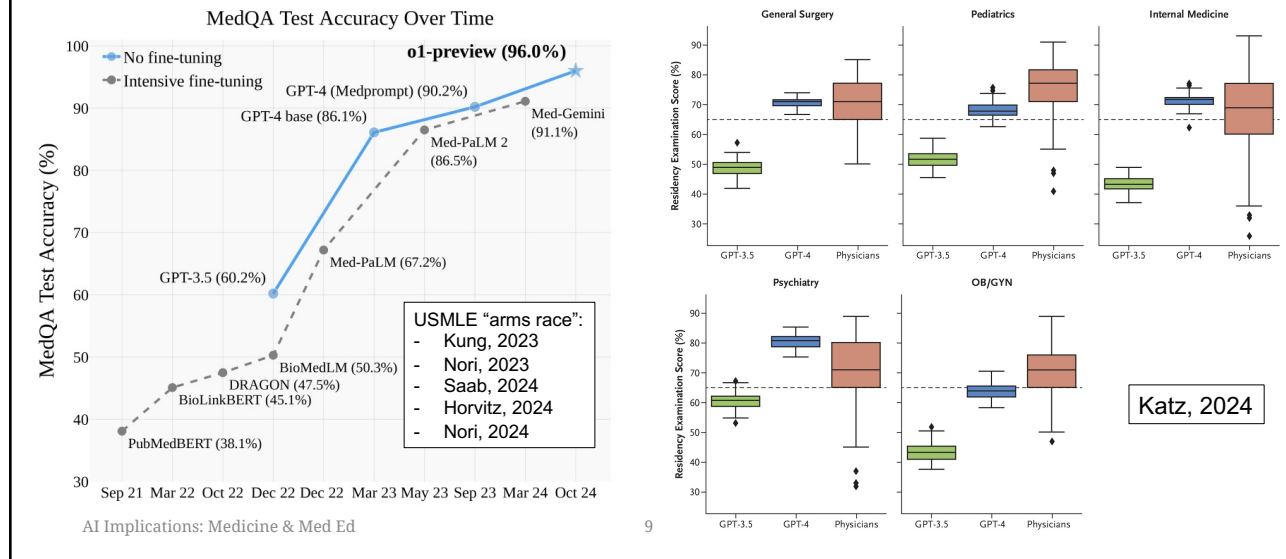 MedQA Test Accuracy Over Time
MedQA Test Accuracy (%)
100
90
80
70
60
50
40
30
No fine-tuning
Intensive fine-tuning
o1-preview (96.0%)
GPT-4 (Medprompt) (90.2%)
GPT-4 base (86.1%)
Med-Gemini
(91.1%)
Med-PaLM 2
(86.5%)
Med-PaLM (67.2%)
GPT-3.5 (60.2%)
BioMedLM (50.3%)
DRAGON (47.5%)
BioLinkBERT (45.1%)
PubMedBERT (38.1%)
USMLE “arms race”:
- Kung, 2023
- Nori, 2023
- Saab, 2024
- Horvitz, 2024
- Nori, 2024
Sep 21 Mar 22 Oct 22 Dec 22 Dec 22 Mar 23 May 23 Sep 23 Mar 24 Oct 24
General Surgery
Pediatrics
Internal Medicine
Residency Examination Score (%)
90
80
70
60
50
40
30
GPT-3.5 GPT-4 Physicians
GPT-3.5 GPT-4 Physicians
GPT-3.5 GPT-4 Physicians
Psychiatry
OB/GYN
Residency Examination Score (%)
90
80
70
60
50
40
30
GPT-3.5 GPT-4 Physicians
GPT-3.5 GPT-4 Physicians
Katz, 2024
AI Implications: Medicine & Med Ed
9